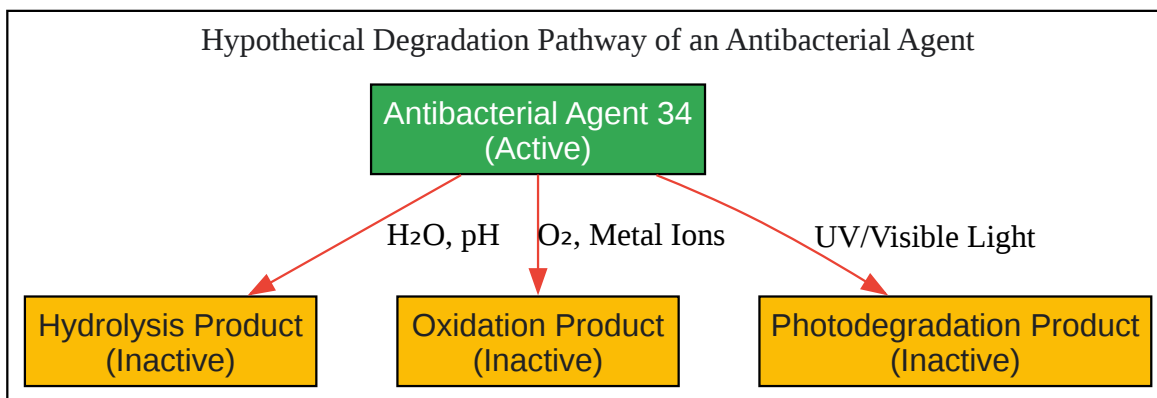 Hypothetical Degradation Pathway of an Antibacterial Agent
Antibacterial Agent 34
(Active)
H₂O, pH
O₂, Metal Ions
UV/Visible Light
Hydrolysis Product
(Inactive)
Oxidation Product
(Inactive)
Photodegradation Product
(Inactive)